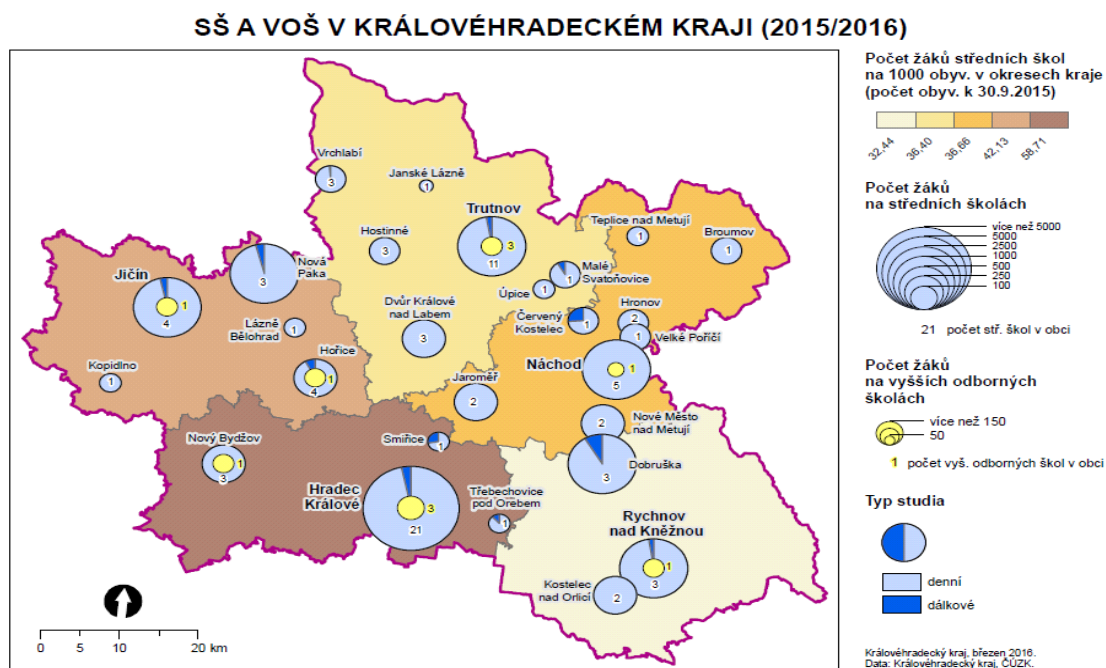 SŠ A VOŠ V KRÁLOVÉHRADECKÉM KRAJI (2015/2016)
Vrchlabí
3
Janské Lázně
1
Trutnov
3
11
Hostinné
3
Teplice nad Metují
1
Broumov
1
Malé
Svatoňovice
1
Úpice
1
Nová
Paka
3
Jičín
1
4
Lázně
Bělohrad
1
Dvůr Králové
nad Labem
3
Červený
Kostelec
1
Hronov
2
Velké Poříčí
1
Kopidlno
1
Hořice
1
4
Náchod
1
5
Jaroměř
2
Nové Město
nad Metují
2
Smiřice
1
Nový Bydžov
1
3
Dobruška
3
Hradec
Králové
3
21
Třebechovice
pod Orebem
1
Rychnov
nad Kněžnou
1
3
Kostelec
nad Orlicí
2
0 5 10 20 km
Počet žáků středních škol
na 1000 obyv. v okresech kraje
(počet obyv. k 30.9.2015)
32,44 36,40 36,66 42,13 58,71
Počet žáků
na středních školách
více než 5000
5000
2500
1000
500
250
100
21 počet stř. škol v obci
Počet žáků
na vyšších odborných
školách
více než 150
50
1 počet vyš. odborných škol v obci
Typ studia
denní
dálkové
Královéhradecký kraj, březen 2016.
Data: Královéhradecký kraj, ČÚZK.